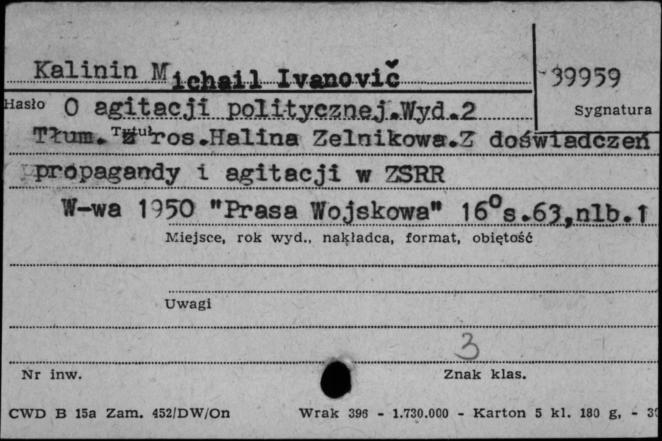 Kalinin Michail Ivanovič 39959
Hasło O agitacji politycznej.Wyd.2 Sygnatura
Tłum. z ros.Halina Zelnikowa.Z doświadczeń
propagandy i agitacji w ZSRR
W-wa 1950 "Prasa Wojskowa" 16° s.63,nlb.1
Miejsce, rok wyd., nakładca, format, objętość
Uwagi
3
Nr inw. Znak klas.
CWD B 15a Zam. 452/DW/On Wrak 396 - 1.730.000 - Karton 5 kl. 180 g, -